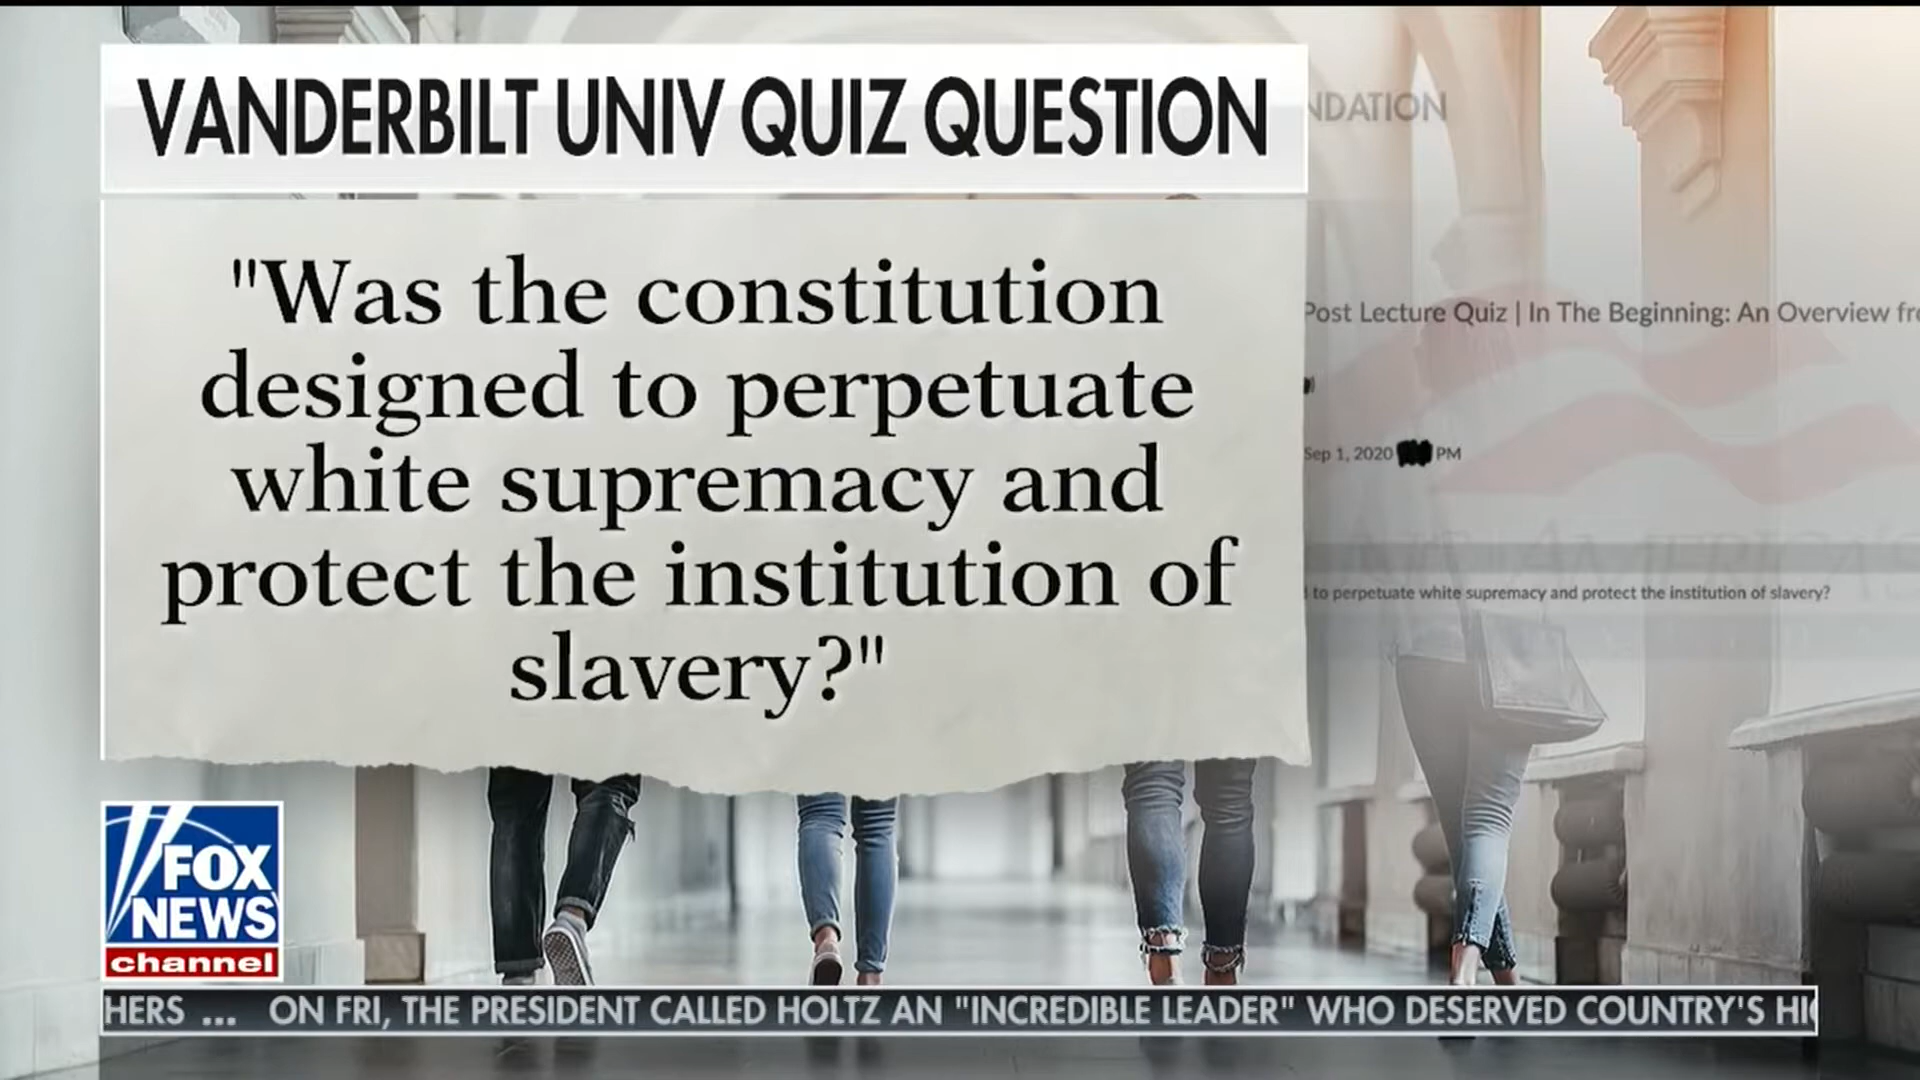 VANDERBILT UNIV QUIZ QUESTION
"Was the constitution
designed to perpetuate
white supremacy and
protect the institution of
slavery?"
NDATION
Post Lecture Quiz | In The Beginning: An Overview fr
Sep 1, 2020 PM
to perpetuate white supremacy and protect the institution of slavery?
FOX
NEWS
channel
HERS ... ON FRI, THE PRESIDENT CALLED HOLTZ AN "INCREDIBLE LEADER" WHO DESERVED COUNTRY'S HI